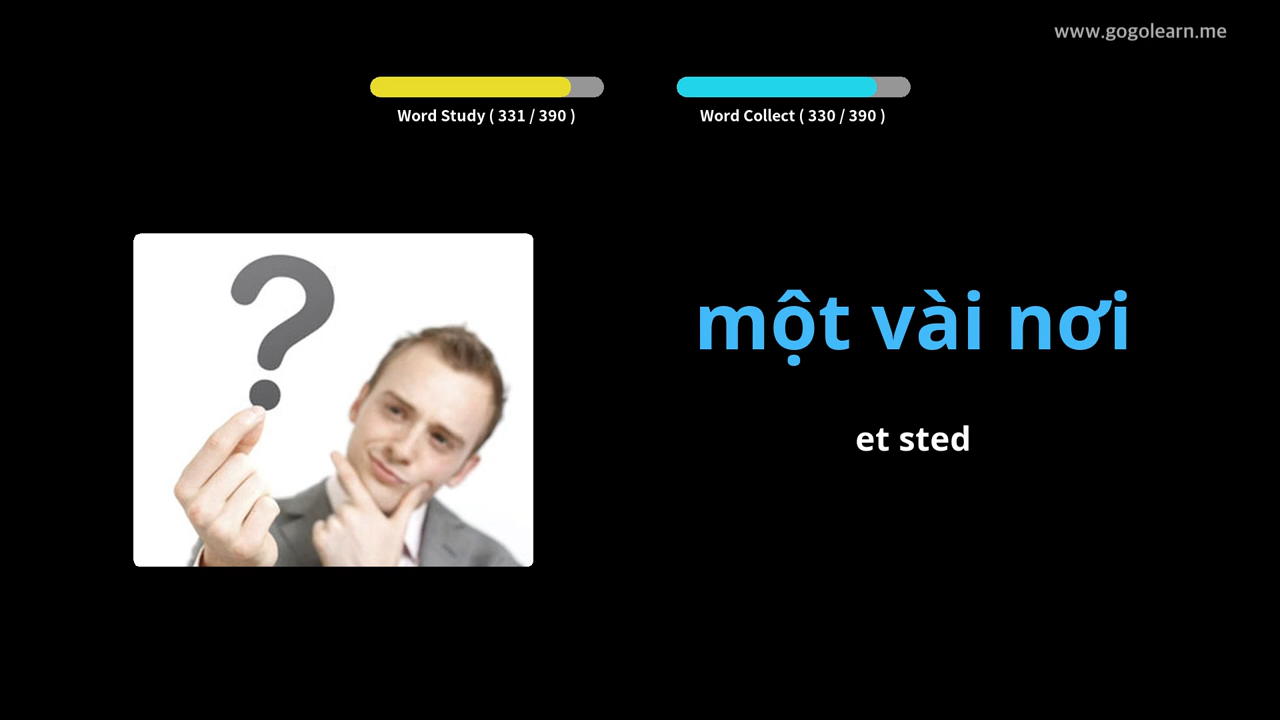 www.gogolearn.me
Word Study ( 331 / 390 )
Word Collect ( 330 / 390 )
một vài nơi
et sted